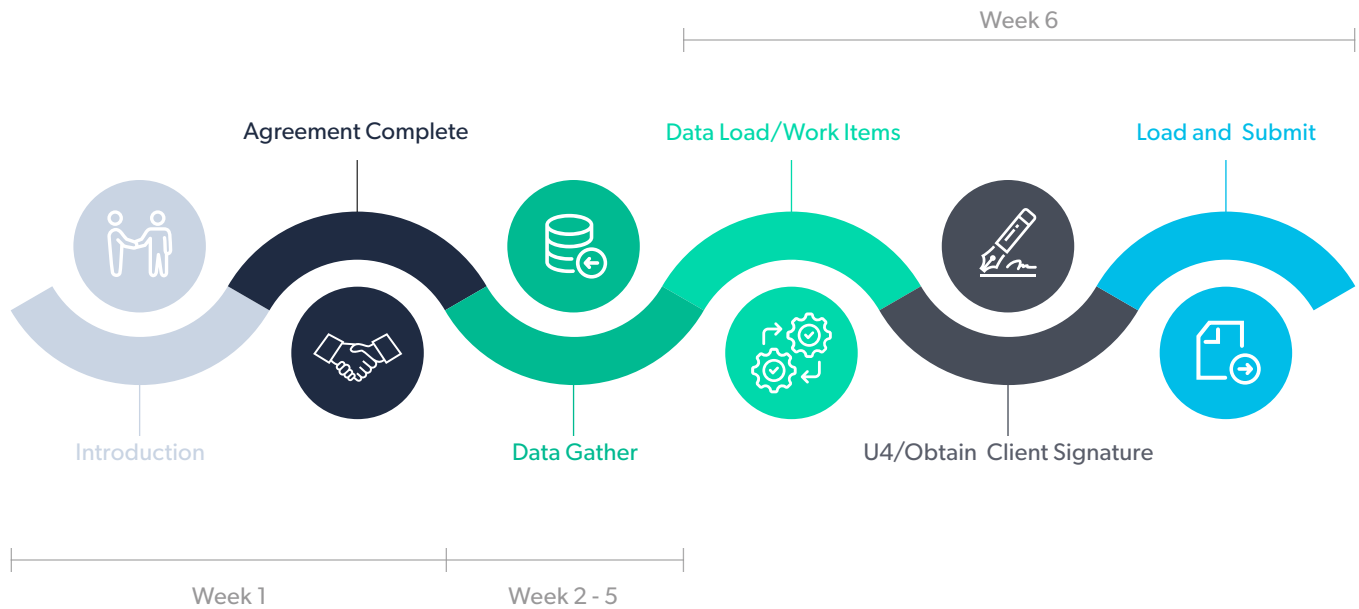 Week 6
Agreement Complete
Data Load/Work Items
Load and Submit
Introduction
Data Gather
U4/Obtain Client Signature
Week 1
Week 2 - 5